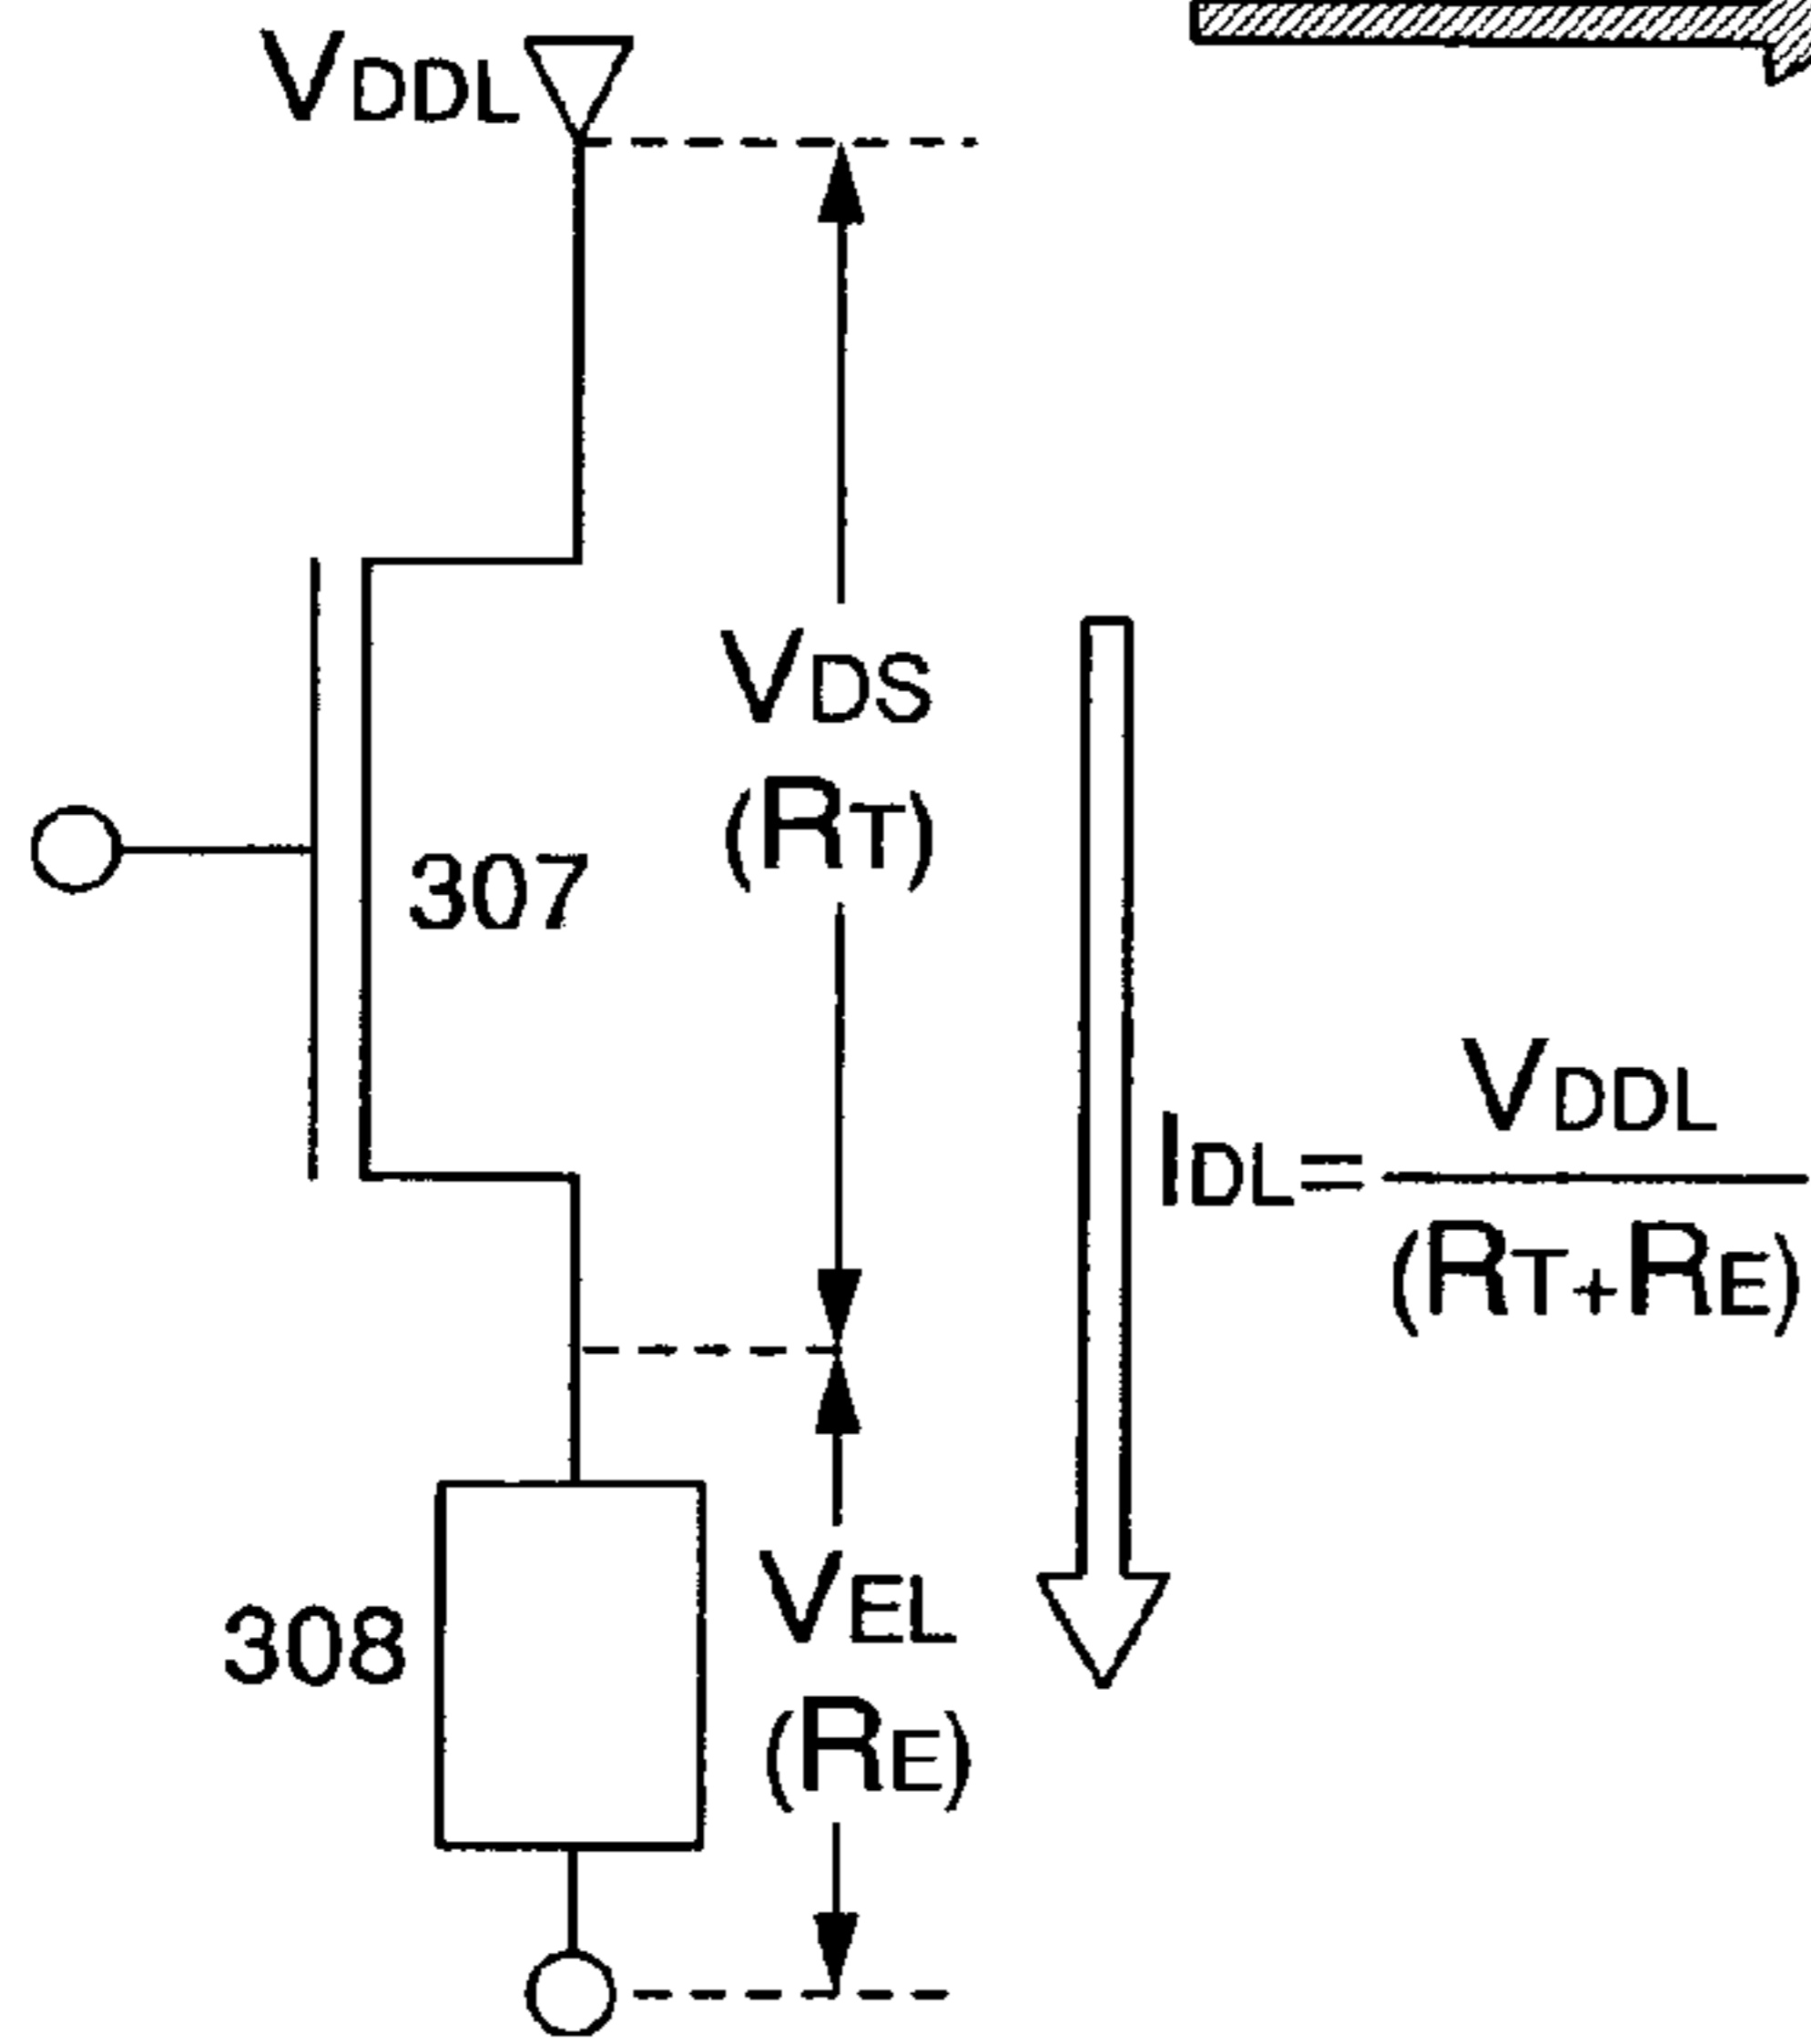 VDDL
VDS
(RT)
307
IDL= VDDL
(RT+RE)
VEL
308
(RE)